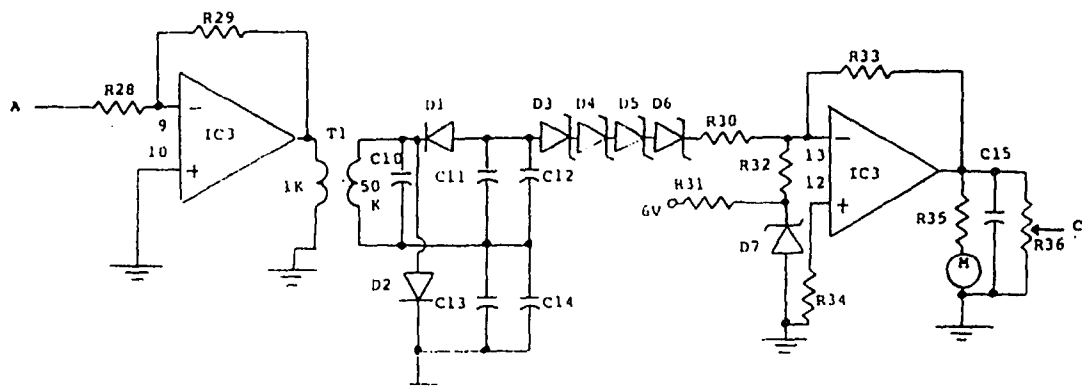 R29
R33
A
R28
9
10
-
+
IC3
T1
1K
50
K
C10
D1
C11
C12
D2
C13
C14
D3
D4
D5
D6
R30
R32
R31
6V
D7
13
12
-
+
IC3
R34
C15
R35
M
R36
C